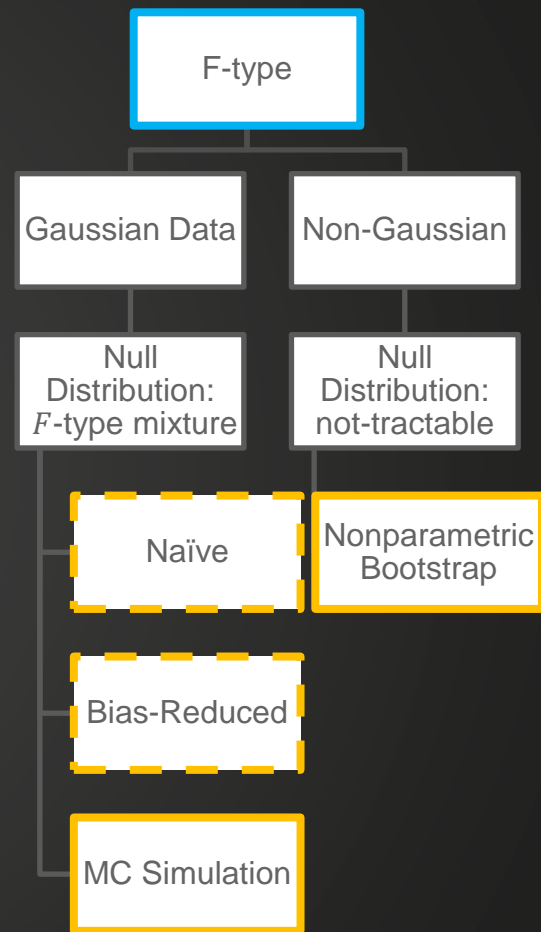 F-type
Gaussian Data
Non-Gaussian
Null
Distribution:
F-type mixture
Null
Distribution:
not-tractable
Naïve
Nonparametric
Bootstrap
Bias-Reduced
MC Simulation